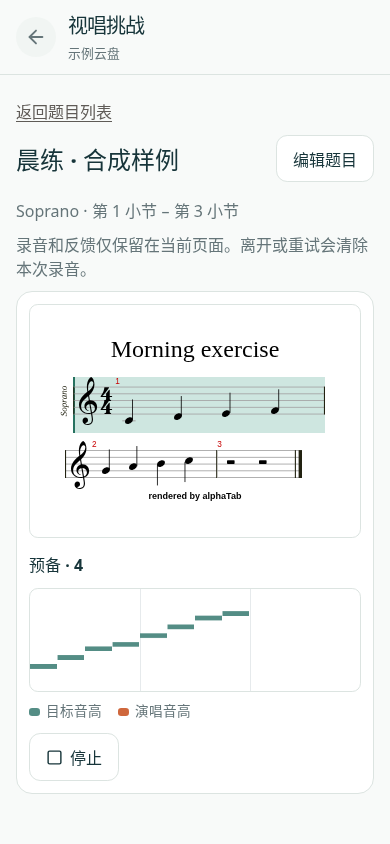 视唱挑战
示例云盘
返回题目列表
晨练 · 合成样例
编辑题目
Soprano · 第 1 小节 – 第 3 小节
录音和反馈仅保留在当前页面。离开或重试会清除
本次录音。
Morning exercise
Soprano
1
4
4
2
3
rendered by alphaTab
预备 · 4
目标音高
演唱音高
停止